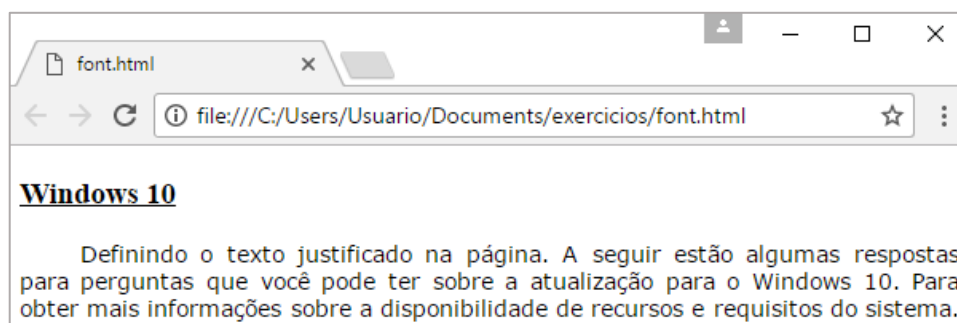 font.html
file:///C:/Users/Usuario/Documents/exercicios/font.html
Windows 10
Definindo o texto justificado na página. A seguir estão algumas respostas
para perguntas que você pode ter sobre a atualização para o Windows 10. Para
obter mais informações sobre a disponibilidade de recursos e requisitos do sistema.